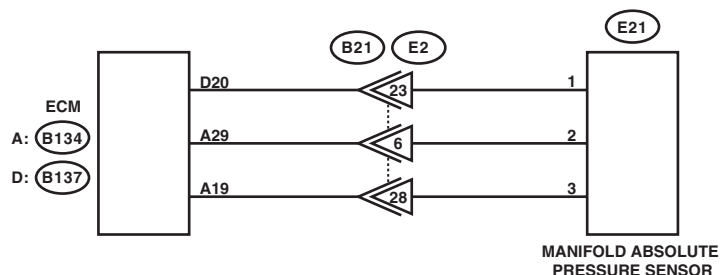 B21 E2 E21
D20 23 1
ECM
A: B134 A29 6 2
D: B137
A19 28 3
MANIFOLD ABSOLUTE
PRESSURE SENSOR